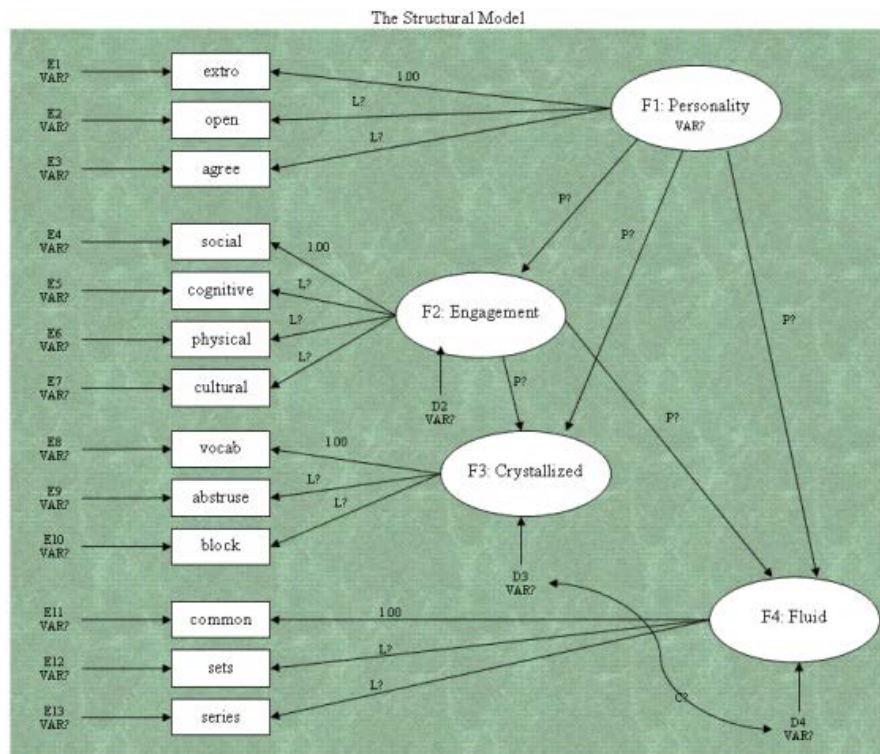 The Structural Model
E1
VAR?
extro
1.00
E2
VAR?
open
L?
E3
VAR?
agree
L?
F1: Personality
VAR?
E4
VAR?
social
1.00
E5
VAR?
cognitive
L?
E6
VAR?
physical
L?
E7
VAR?
cultural
L?
F2: Engagement
P?
P?
P?
D2
VAR?
P?
P?
E8
VAR?
vocab
1.00
E9
VAR?
abstruse
L?
E10
VAR?
block
L?
F3: Crystallized
D3
VAR?
E11
VAR?
common
1.00
E12
VAR?
sets
L?
E13
VAR?
series
L?
F4: Fluid
C?
D4
VAR?